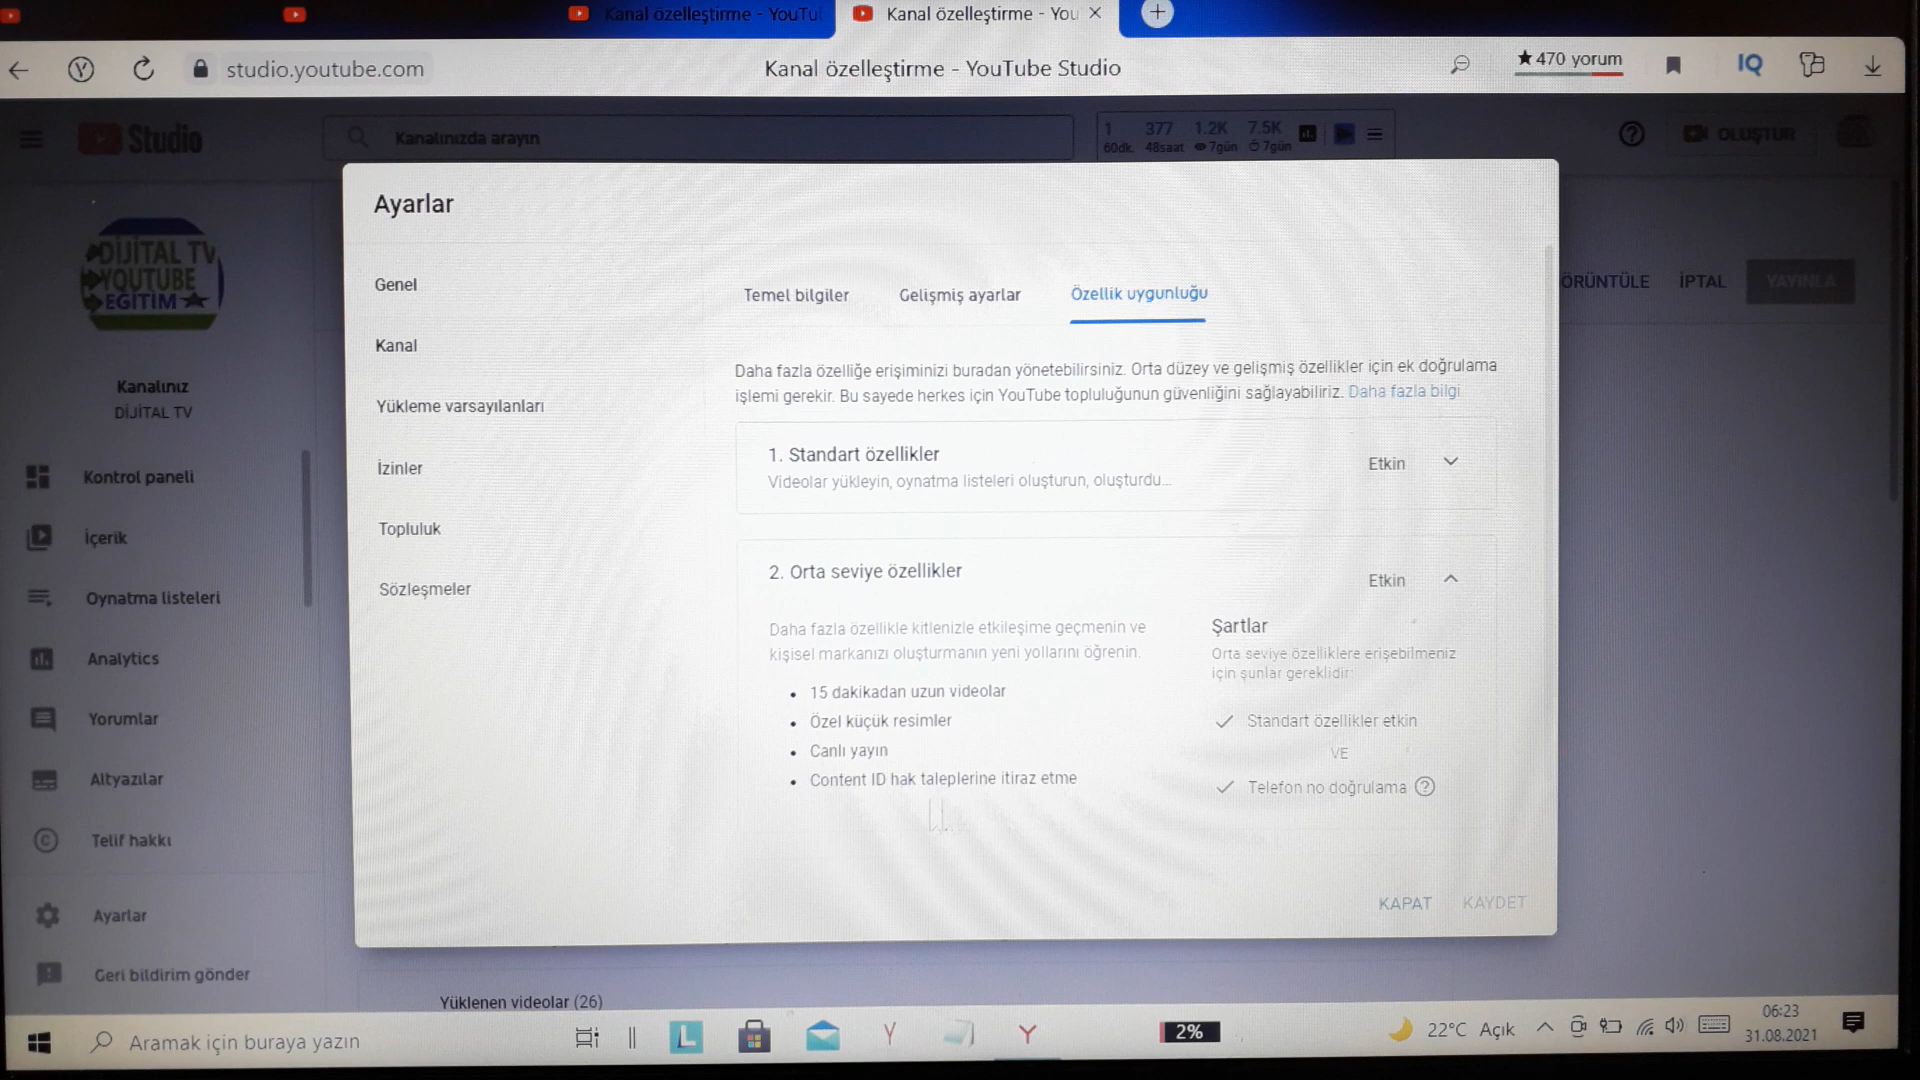 Kanal özelleştirme - YouTu
Kanal özelleştirme - You
studio.youtube.com
Kanal özelleştirme - YouTube Studio
★470 yorum
IQ
Studio
Kanalınızda arayın
1 377 1.2K 7.5K
60dk. 48saat 7gün 7gün
OLUŞTUR
DİJİTAL TV
YOUTUBE
EGİTİM
Kanalınız
DİJİTAL TV
Kontrol paneli
İçerik
Oynatma listeleri
Analytics
Yorumlar
Altyazılar
Telif hakkı
Ayarlar
Geri bildirim gönder
Ayarlar
Genel
Kanal
Yükleme varsayılanları
İzinler
Topluluk
Sözleşmeler
Temel bilgiler
Gelişmiş ayarlar
Özellik uygunluğu
Daha fazla özelliğe erişiminizi buradan yönetebilirsiniz. Orta düzey ve gelişmiş özellikler için ek doğrulama
işlemi gerekir. Bu sayede herkes için YouTube topluluğunun güvenliğini sağlayabiliriz. Daha fazla bilgi
1. Standart özellikler
Videolar yükleyin, oynatma listeleri oluşturun, oluşturdu...
Etkin
2. Orta seviye özellikler
Etkin
Daha fazla özellikle kitlenizle etkileşime geçmenin ve
kişisel markanızı oluşturmanın yeni yollarını öğrenin.
• 15 dakikadan uzun videolar
• Özel küçük resimler
• Canlı yayın
• Content ID hak taleplerine itiraz etme
Şartlar
Orta seviye özelliklere erişebilmeniz
için şunlar gereklidir:
Standart özellikler etkin
VE
Telefon no doğrulama
KAPAT
KAYDET
ÖRÜNTÜLE
İPTAL
YAYINLA
Yüklenen videolar (26)
Aramak için buraya yazın
2%
22°C Açık
06:23
31.08.2021